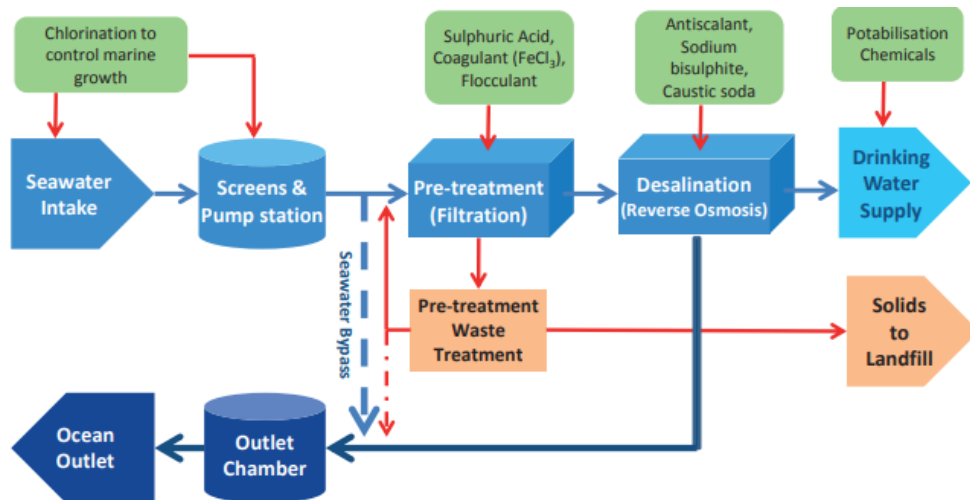 Chlorination to
control marine
growth
Sulphuric Acid,
Coagulant (FeCl₃),
Flocculant
Antiscalant,
Sodium
bisulphite,
Caustic soda
Potabilisation
Chemicals
Seawater
Intake
Screens &
Pump station
Pre-treatment
(Filtration)
Desalination
(Reverse Osmosis)
Drinking
Water
Supply
Seawater Bypass
Pre-treatment
Waste
Treatment
Solids
to
Landfill
Ocean
Outlet
Outlet
Chamber